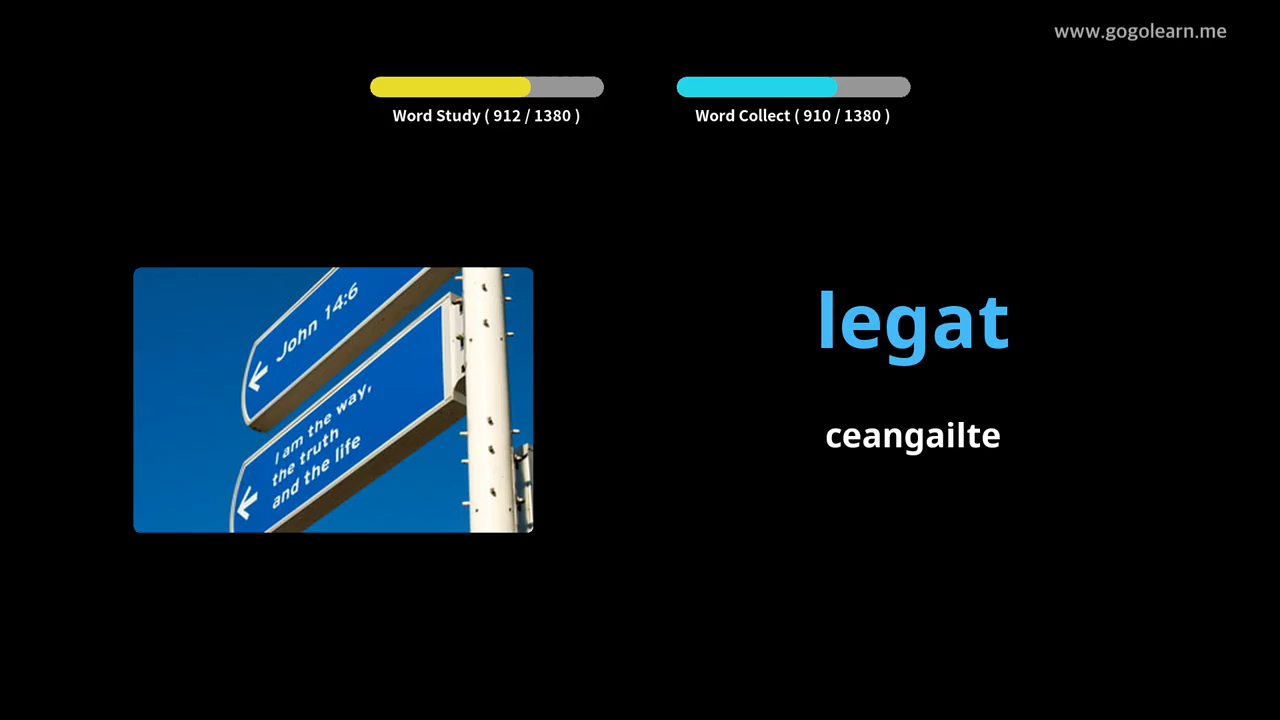 www.gogolearn.me
Word Study ( 912 / 1380 )
Word Collect ( 910 / 1380 )
John 14:6
I am the way,
the truth
and the life
legat
ceangailte